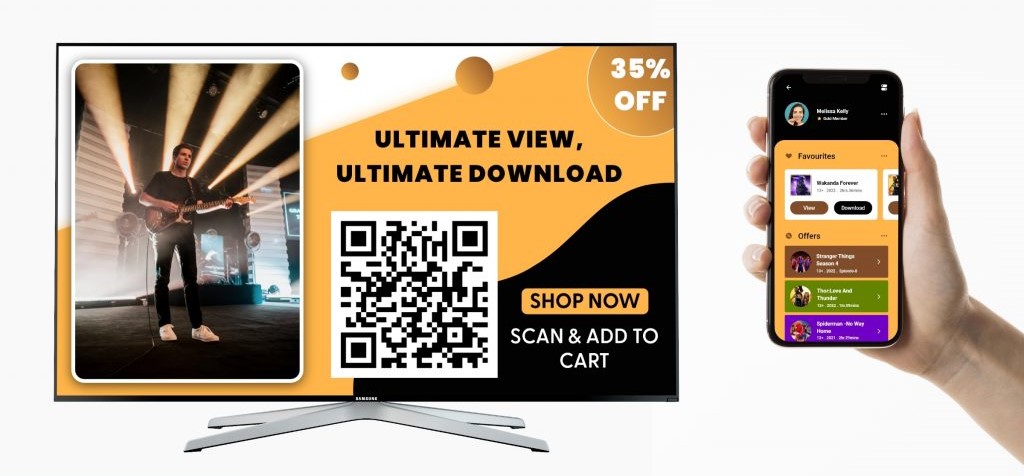 35%
OFF
ULTIMATE VIEW,
ULTIMATE DOWNLOAD
SHOP NOW
SCAN & ADD TO
CART
SAMSUNG
Melissa Kelly
Gold Member
Favourites
Wakanda Forever
View
Download
Offers
Stranger Things
Season 4
Thor:Love And
Thunder
Spiderman -No Way
Home